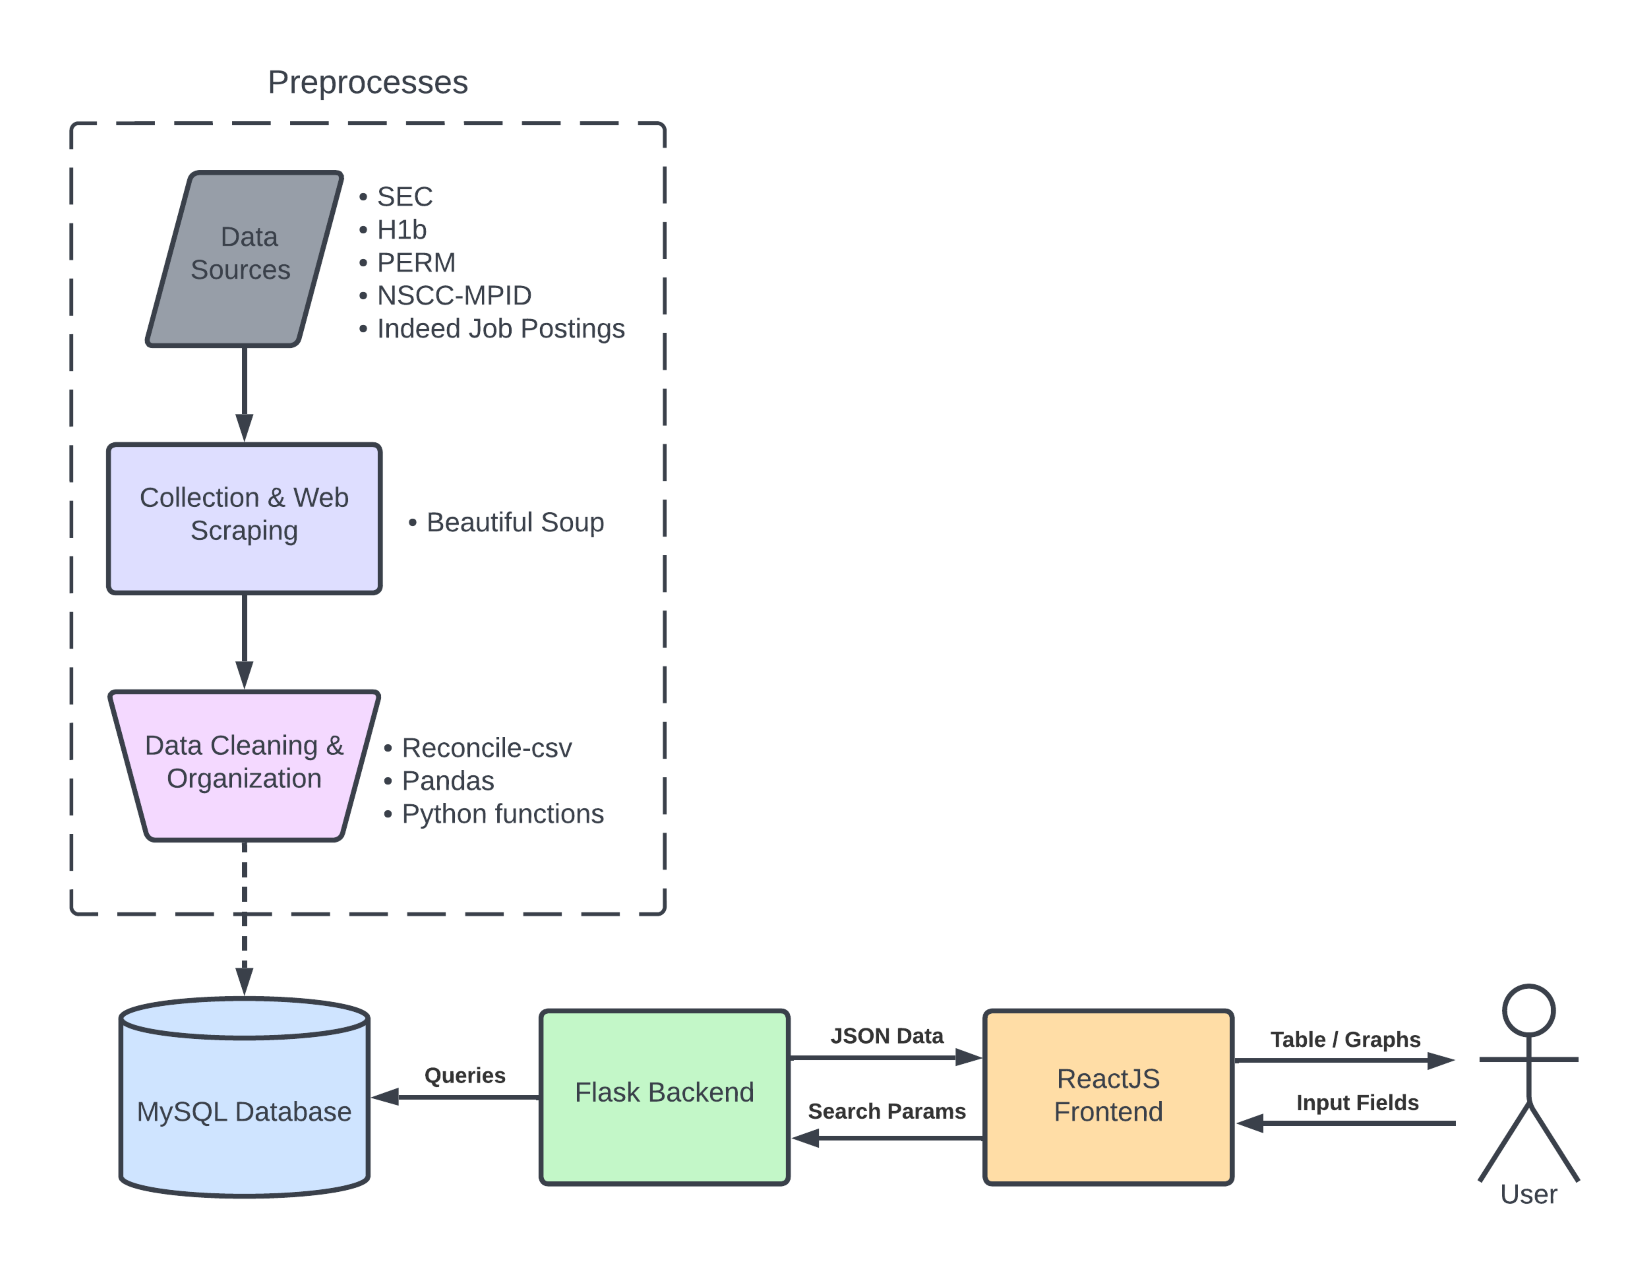 Preprocesses
Data
Sources
• SEC
• H1b
• PERM
• NSCC-MPID
• Indeed Job Postings
Collection & Web
Scraping
• Beautiful Soup
Data Cleaning &
Organization
• Reconcile-csv
• Pandas
• Python functions
MySQL Database
Queries
Flask Backend
JSON Data
Search Params
ReactJS
Frontend
Table / Graphs
Input Fields
User